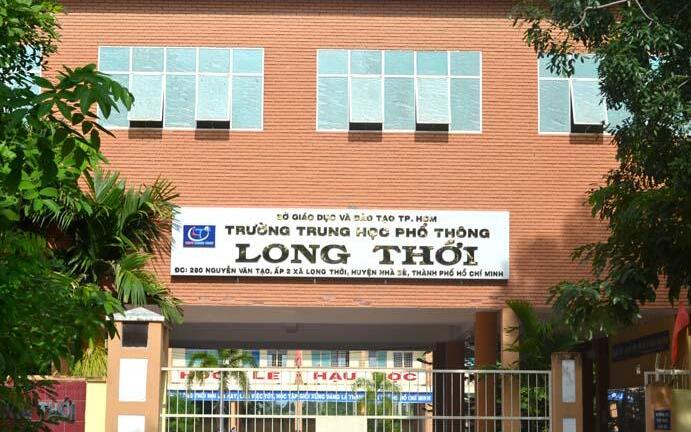 SỞ GIÁO DỤC VÀ ĐÀO TẠO TP. HCM
TRƯỜNG TRUNG HỌC PHỔ THÔNG
LONG THỚI
ĐC: 280 NGUYỄN VĂN TẠO, ẤP 2 XÃ LONG THỚI, HUYỆN NHÀ BÈ, THÀNH PHỐ HỒ CHÍ MINH
HỌC LỄ HẬU HỌC
THỚI